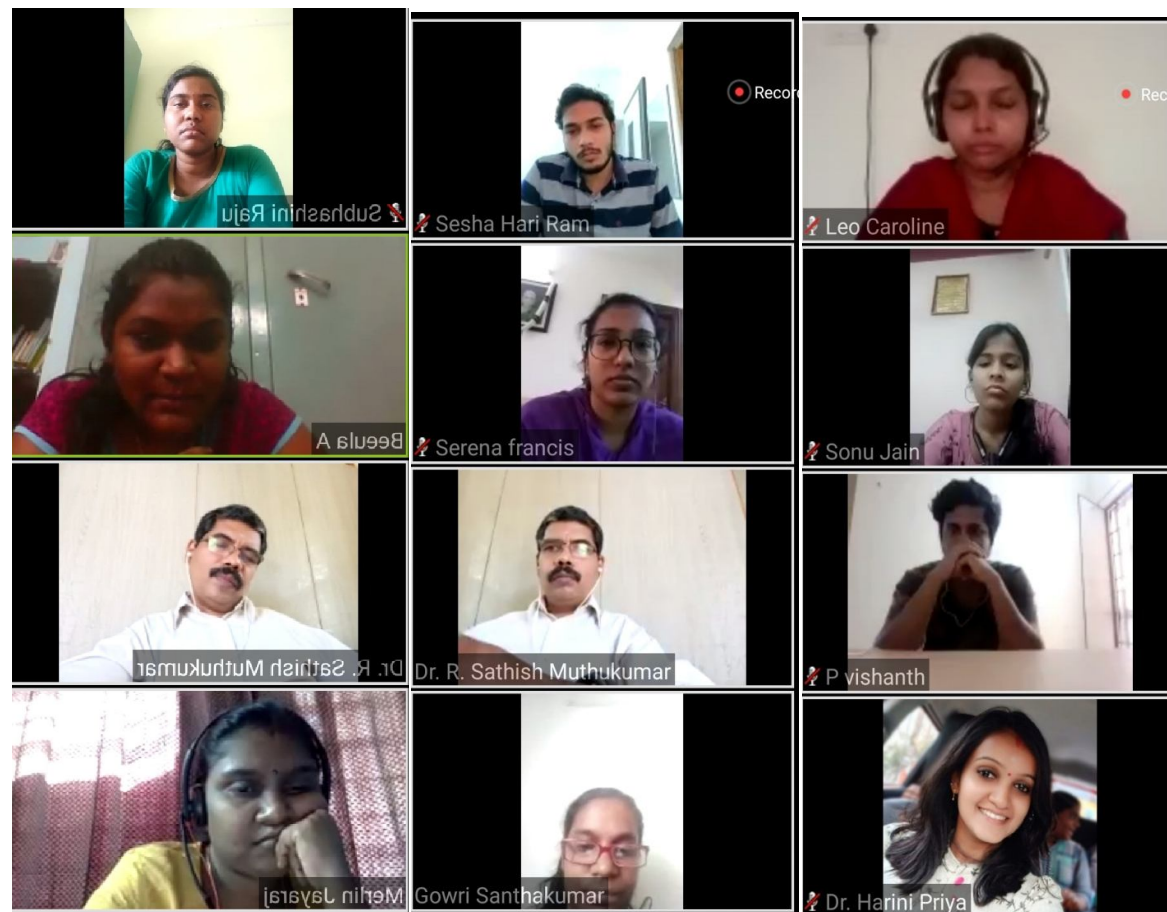 Subhashini Raju
Sesha Hari Ram
Recor
Leo Caroline
Rec
Beeula A
Serena francis
Sonu Jain
Dr. R. Sathish Muthukumar
Dr. R. Sathish Muthukumar
P vishanth
Merlin Jayaraj
Gowri Santhakumar
Dr. Harini Priya